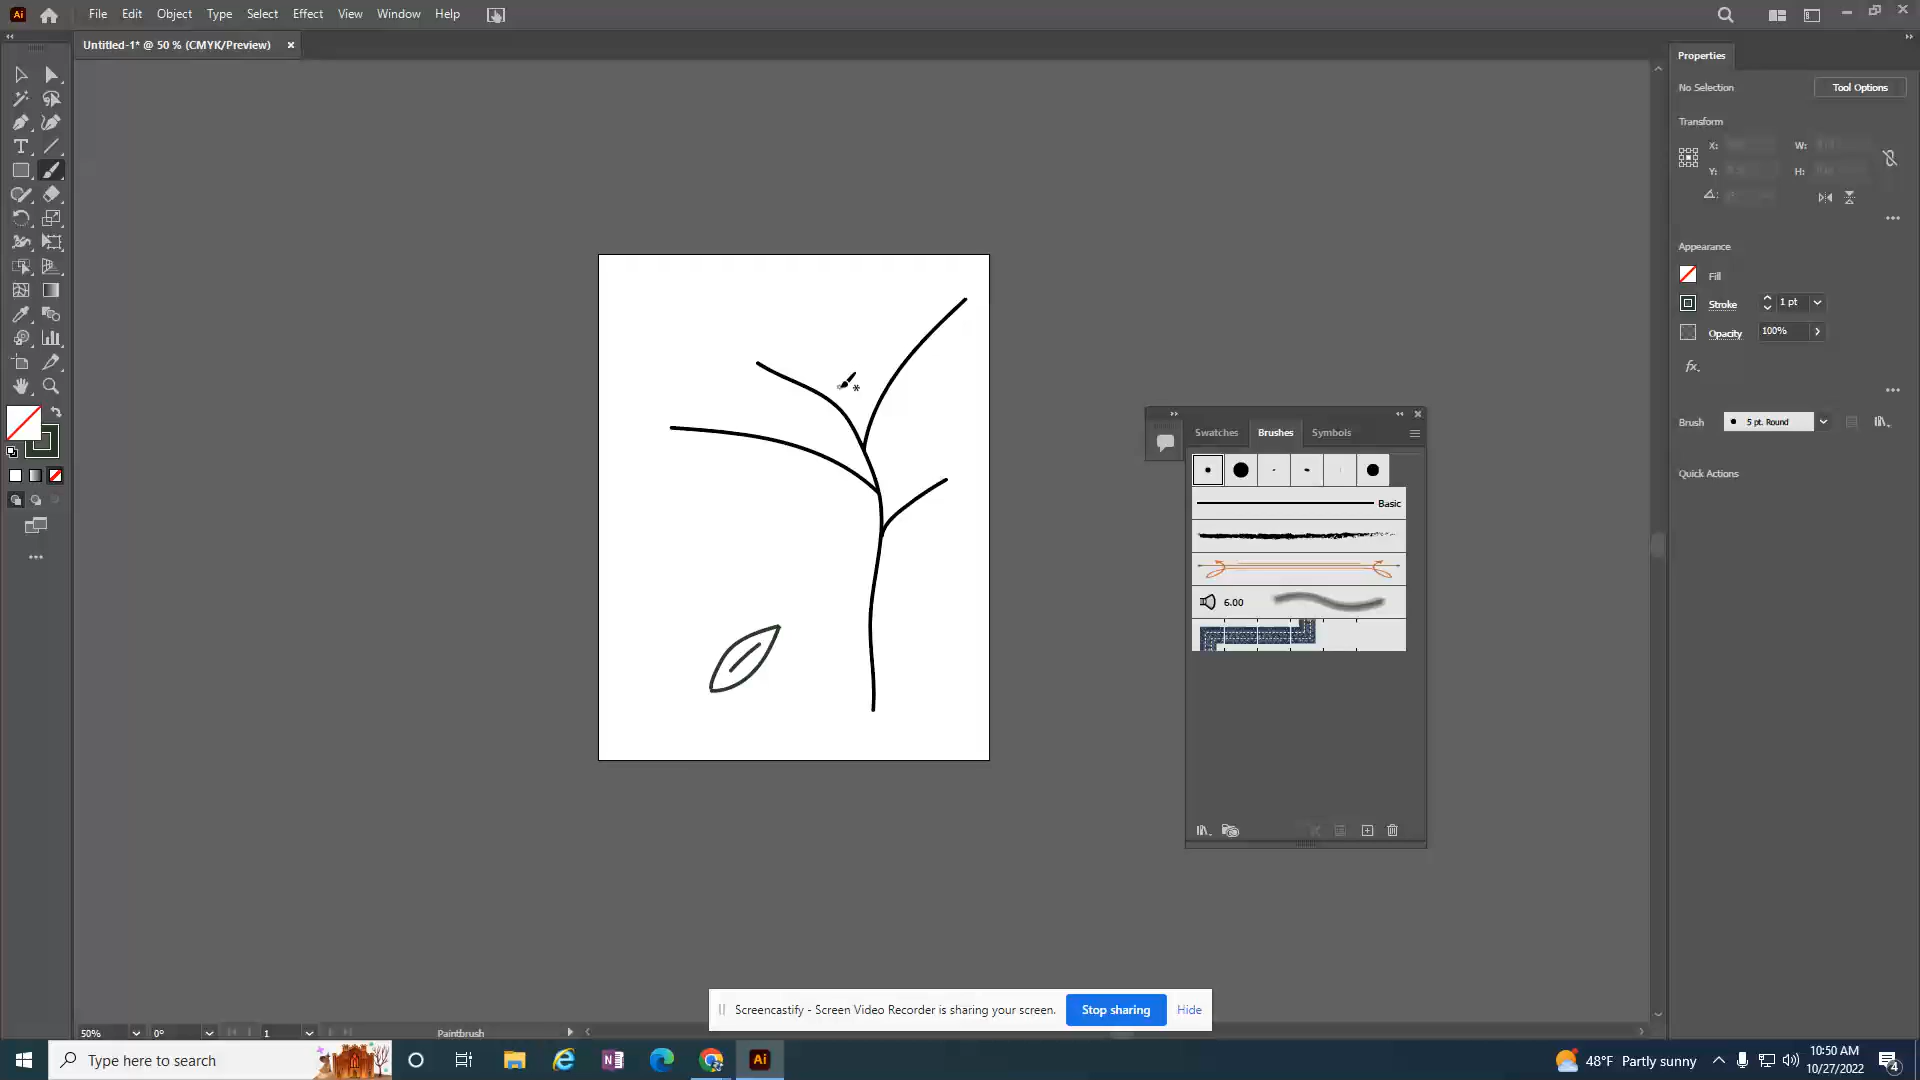 Ai File Edit Object Type Select Effect View Window Help
Untitled-1* @ 50 % (CMYK/Preview) ×
Properties
No Selection Tool Options
Transform
X: W:
Y: H:
Appearance
Fill
Stroke 1 pt
Opacity 100%
fx.
Brush 5 pt. Round
Quick Actions
Swatches Brushes Symbols
Basic
6.00
50% 0° 1 Paintbrush
Screencastify - Screen Video Recorder is sharing your screen. Stop sharing Hide
Type here to search
N
Ai
48°F Partly sunny
10:50 AM
10/27/2022
4